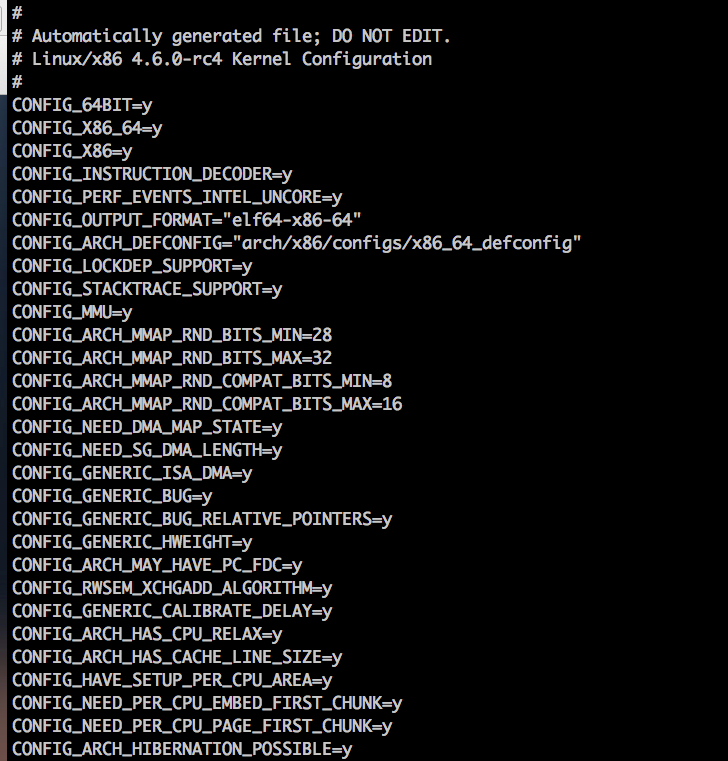 #
# Automatically generated file; DO NOT EDIT.
# Linux/x86 4.6.0-rc4 Kernel Configuration
#
CONFIG_64BIT=y
CONFIG_X86_64=y
CONFIG_X86=y
CONFIG_INSTRUCTION_DECODER=y
CONFIG_PERF_EVENTS_INTEL_UNCORE=y
CONFIG_OUTPUT_FORMAT="elf64-x86-64"
CONFIG_ARCH_DEFCONFIG="arch/x86/configs/x86_64_defconfig"
CONFIG_LOCKDEP_SUPPORT=y
CONFIG_STACKTRACE_SUPPORT=y
CONFIG_MMU=y
CONFIG_ARCH_MMAP_RND_BITS_MIN=28
CONFIG_ARCH_MMAP_RND_BITS_MAX=32
CONFIG_ARCH_MMAP_RND_COMPAT_BITS_MIN=8
CONFIG_ARCH_MMAP_RND_COMPAT_BITS_MAX=16
CONFIG_NEED_DMA_MAP_STATE=y
CONFIG_NEED_SG_DMA_LENGTH=y
CONFIG_GENERIC_ISA_DMA=y
CONFIG_GENERIC_BUG=y
CONFIG_GENERIC_BUG_RELATIVE_POINTERS=y
CONFIG_GENERIC_HWEIGHT=y
CONFIG_ARCH_MAY_HAVE_PC_FDC=y
CONFIG_RWSEM_XCHGADD_ALGORITHM=y
CONFIG_GENERIC_CALIBRATE_DELAY=y
CONFIG_ARCH_HAS_CPU_RELAX=y
CONFIG_ARCH_HAS_CACHE_LINE_SIZE=y
CONFIG_HAVE_SETUP_PER_CPU_AREA=y
CONFIG_NEED_PER_CPU_EMBED_FIRST_CHUNK=y
CONFIG_NEED_PER_CPU_PAGE_FIRST_CHUNK=y
CONFIG_ARCH_HIBERNATION_POSSIBLE=y